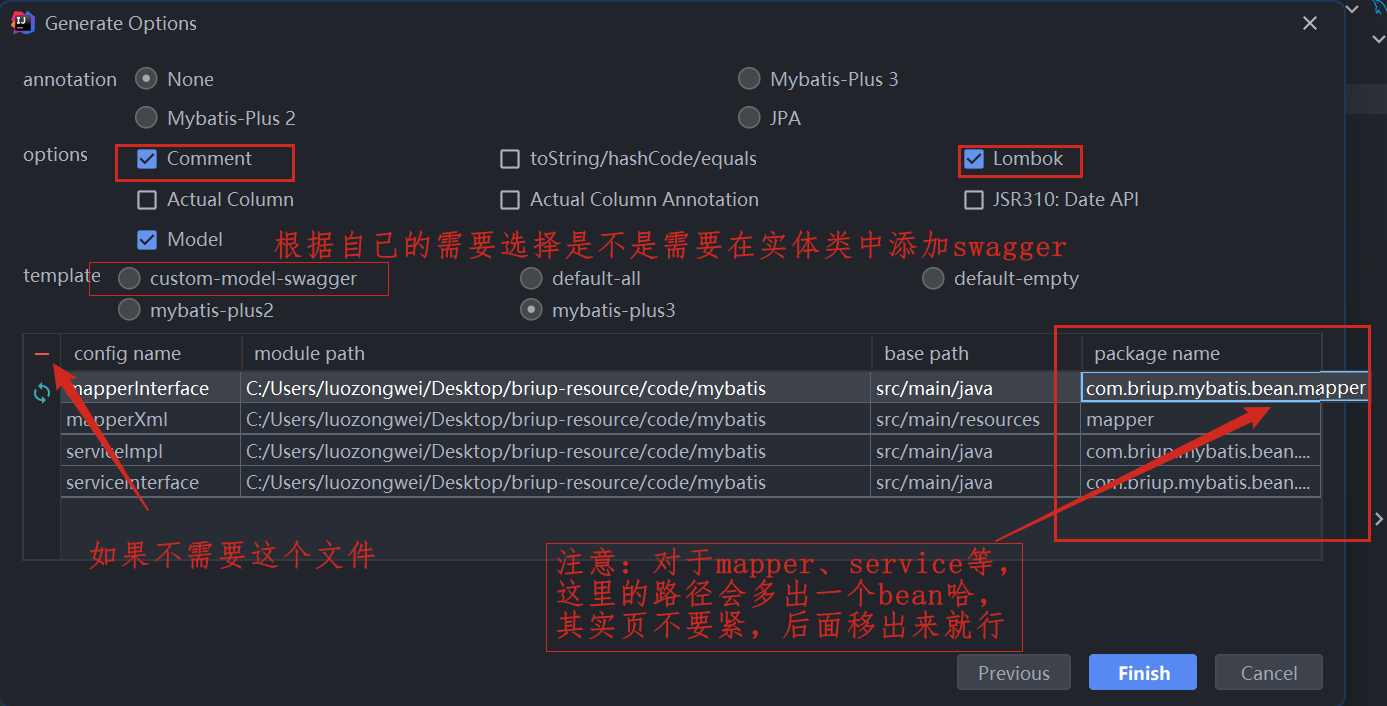 Generate Options
annotation None Mybatis-Plus 3
Mybatis-Plus 2 JPA
options Comment toString/hashCode/equals Lombok
Actual Column Actual Column Annotation JSR310: Date API
Model 根据自己的需要选择是不是需要在实体类中添加swagger
template custom-model-swagger default-all default-empty
mybatis-plus2 mybatis-plus3
config name module path base path package name
mapperInterface C:/Users/luozongwei/Desktop/briup-resource/code/mybatis src/main/java com.briup.mybatis.bean.mapper
mapperXml C:/Users/luozongwei/Desktop/briup-resource/code/mybatis src/main/resources mapper
serviceImpl C:/Users/luozongwei/Desktop/briup-resource/code/mybatis src/main/java com.briup.mybatis.bean....
serviceInterface C:/Users/luozongwei/Desktop/briup-resource/code/mybatis src/main/java com.briup.mybatis.bean....
如果不需要这个文件
注意：对于mapper、service等，
这里的路径会多出一个bean哈，
其实页不要紧，后面移出来就行
Previous Finish Cancel